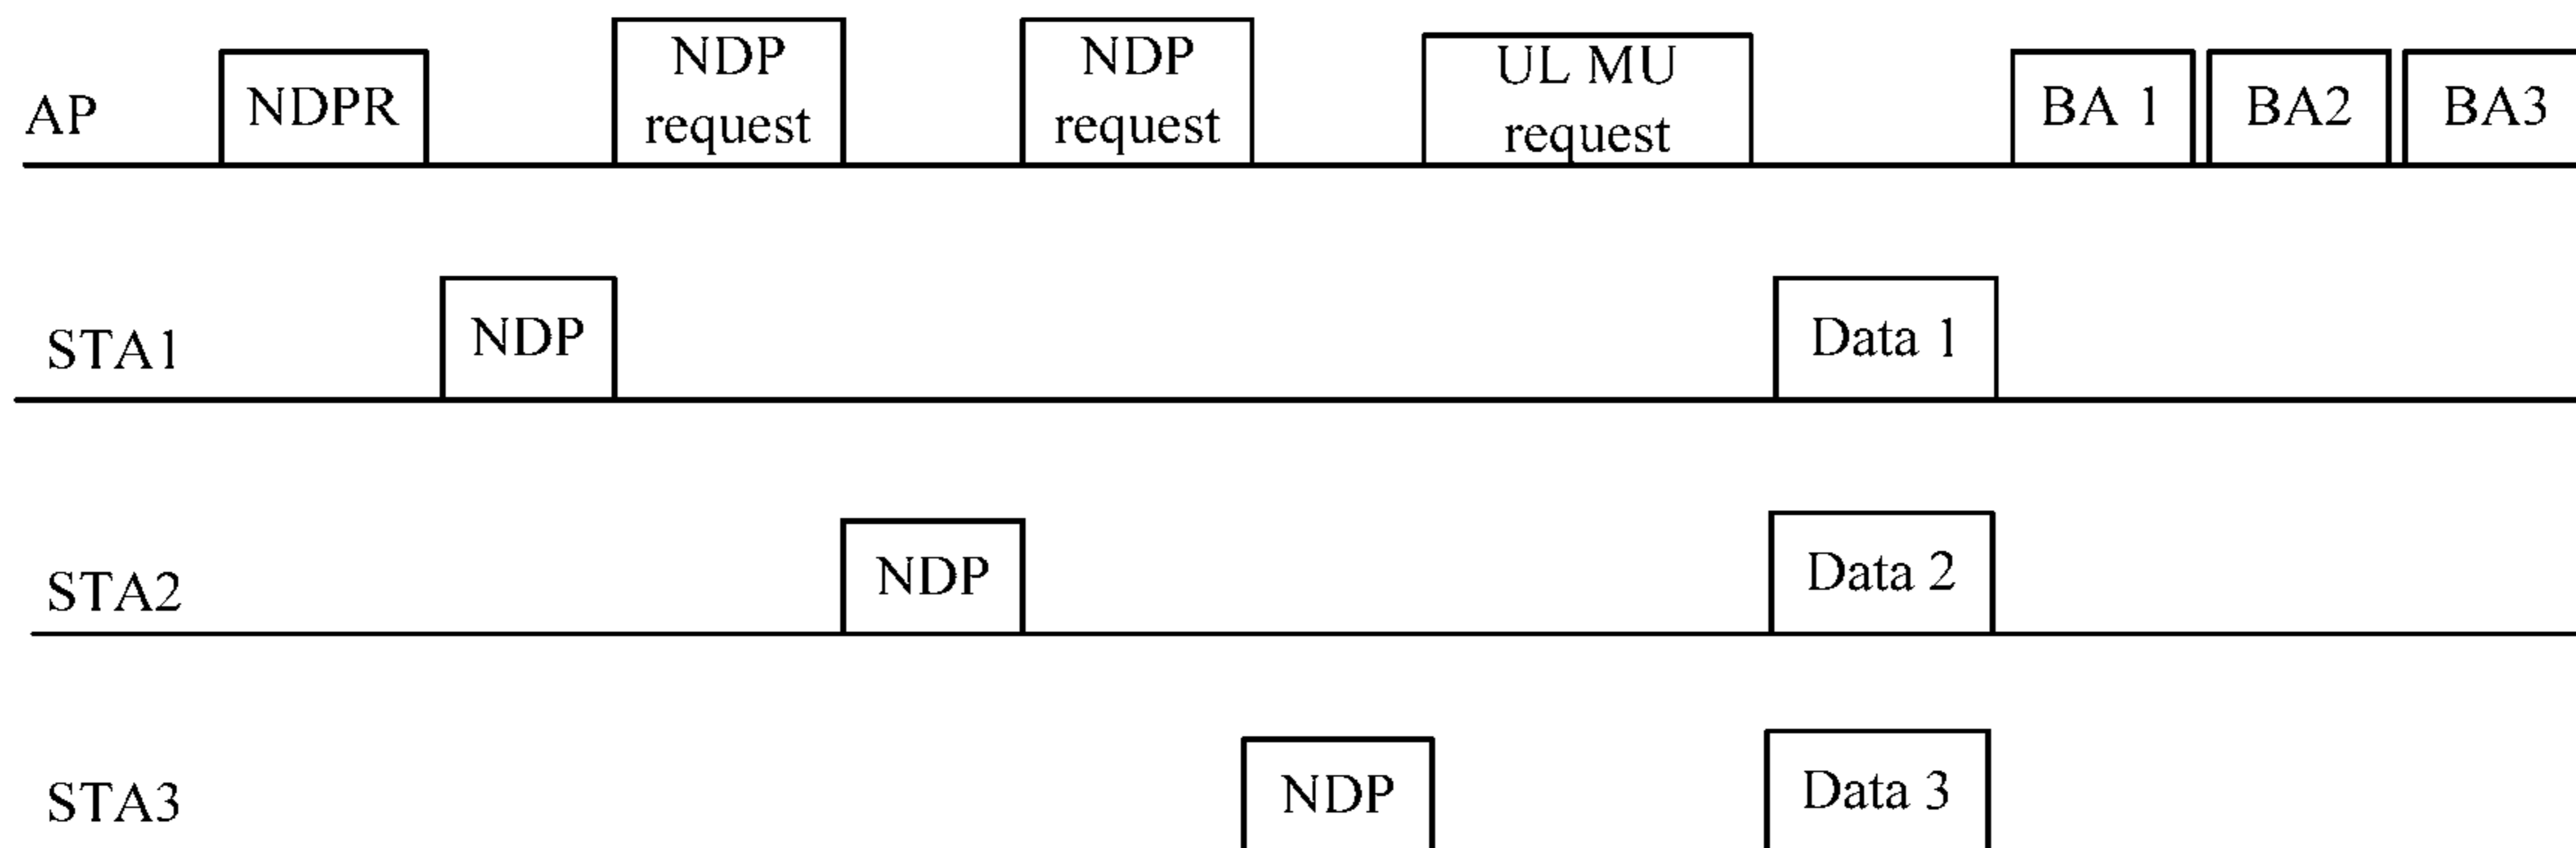 AP
NDPR
NDP
request
NDP
request
UL MU
request
BA 1
BA2
BA3
STA1
NDP
Data 1
STA2
NDP
Data 2
STA3
NDP
Data 3